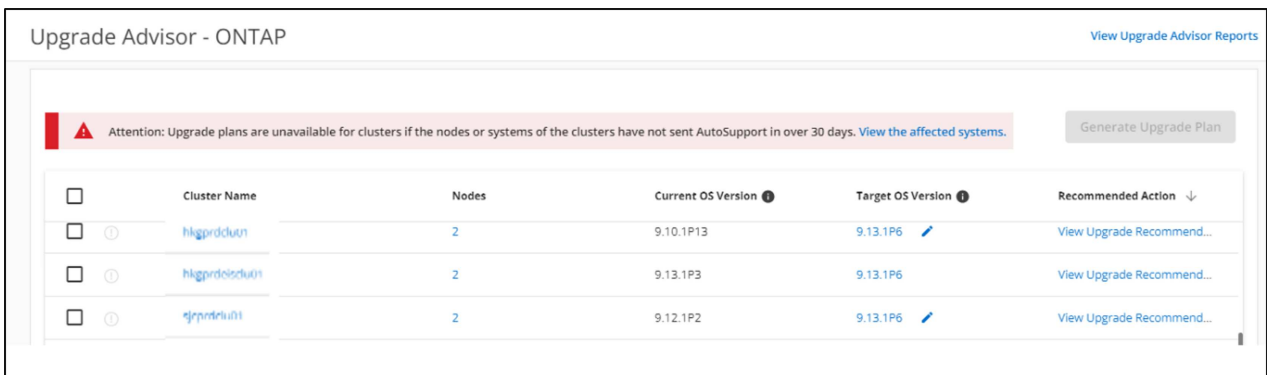 Upgrade Advisor - ONTAP
View Upgrade Advisor Reports
Attention: Upgrade plans are unavailable for clusters if the nodes or systems of the clusters have not sent AutoSupport in over 30 days. View the affected systems.
Generate Upgrade Plan
Cluster Name Nodes Current OS Version Target OS Version Recommended Action
2 9.10.1P13 9.13.1P6 View Upgrade Recommend...
2 9.13.1P3 9.13.1P6 View Upgrade Recommend...
2 9.12.1P2 9.13.1P6 View Upgrade Recommend...